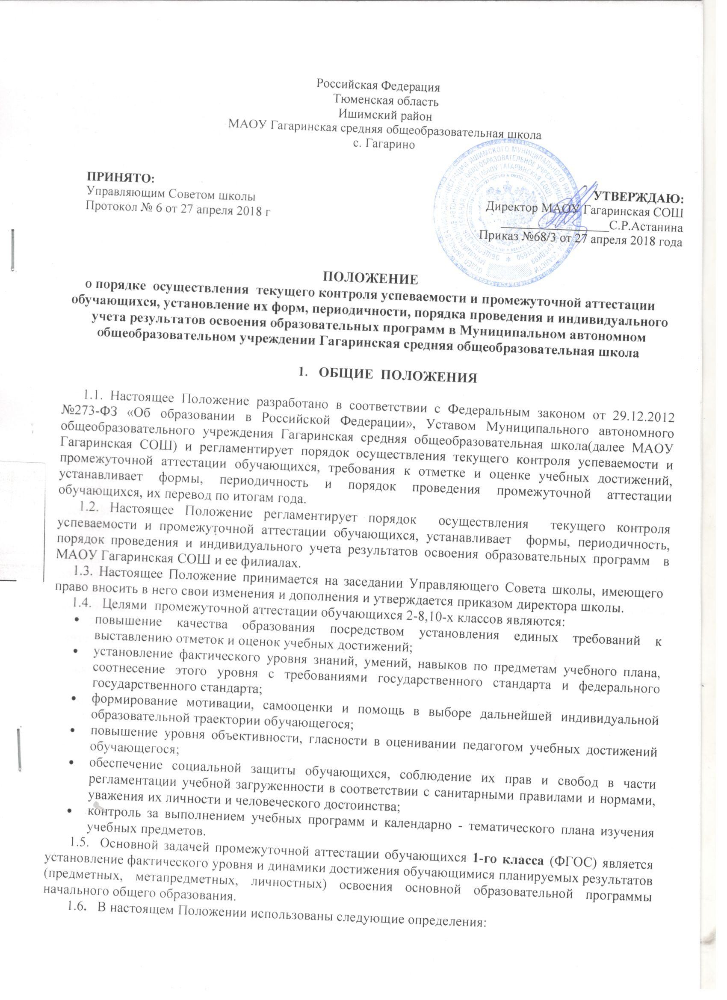 Российская Федерация
Тюменская область
Ишимский район
МАОУ Гагаринская средняя общеобразовательная школа
с. Гагарино
ПРИНЯТО:
Управляющим Советом школы
Протокол № 6 от 27 апреля 2018 г
УТВЕРЖДАЮ:
Директор МАОУ Гагаринская СОШ
__________________С.Р.Астанина
Приказ №68/3 от 27 апреля 2018 года
ПОЛОЖЕНИЕ
о порядке осуществления текущего контроля успеваемости и промежуточной аттестации
обучающихся, установление их форм, периодичности, порядка проведения и индивидуального
учета результатов освоения образовательных программ в Муниципальном автономном
общеобразовательном учреждении Гагаринская средняя общеобразовательная школа
1. ОБЩИЕ ПОЛОЖЕНИЯ
1.1. Настоящее Положение разработано в соответствии с Федеральным законом от 29.12.2012
№273-ФЗ «Об образовании в Российской Федерации», Уставом Муниципального автономного
общеобразовательного учреждения Гагаринская средняя общеобразовательная школа(далее МАОУ
Гагаринская СОШ) и регламентирует порядок осуществления текущего контроля успеваемости и
промежуточной аттестации обучающихся, требования к отметке и оценке учебных достижений,
устанавливает формы, периодичность и порядок проведения промежуточной аттестации
обучающихся, их перевод по итогам года.
1.2. Настоящее Положение регламентирует порядок осуществления текущего контроля
успеваемости и промежуточной аттестации обучающихся, устанавливает формы, периодичность,
порядок проведения и индивидуального учета результатов освоения образовательных программ в
МАОУ Гагаринская СОШ и ее филиалах.
1.3. Настоящее Положение принимается на заседании Управляющего Совета школы, имеющего
право вносить в него свои изменения и дополнения и утверждается приказом директора школы.
1.4. Целями промежуточной аттестации обучающихся 2-8,10-х классов являются:
• повышение качества образования посредством установления единых требований к
выставлению отметок и оценок учебных достижений;
• установление фактического уровня знаний, умений, навыков по предметам учебного плана,
соотнесение этого уровня с требованиями государственного стандарта и федерального
государственного стандарта;
• формирование мотивации, самооценки и помощь в выборе дальнейшей индивидуальной
образовательной траектории обучающегося;
• повышение уровня объективности, гласности в оценивании педагогом учебных достижений
обучающегося;
• обеспечение социальной защиты обучающихся, соблюдение их прав и свобод в части
регламентации учебной загруженности в соответствии с санитарными правилами и нормами,
уважения их личности и человеческого достоинства;
• контроль за выполнением учебных программ и календарно - тематического плана изучения
учебных предметов.
1.5. Основной задачей промежуточной аттестации обучающихся 1-го класса (ФГОС) является
установление фактического уровня и динамики достижения обучающимися планируемых результатов
(предметных, метапредметных, личностных) освоения основной образовательной программы
начального общего образования.
1.6. В настоящем Положении использованы следующие определения: